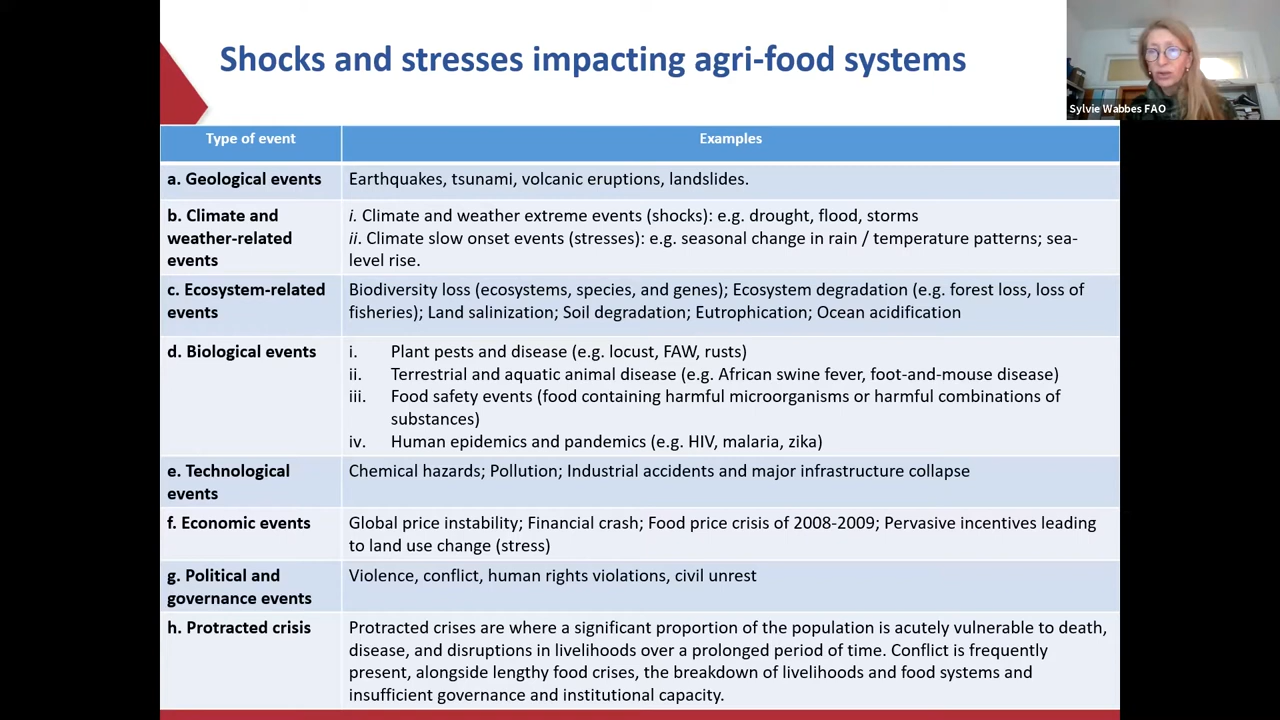 Shocks and stresses impacting agri-food systems
Sylvie Wabbes FAO
Type of event
Examples
a. Geological events
Earthquakes, tsunami, volcanic eruptions, landslides.
b. Climate and
weather-related
events
i. Climate and weather extreme events (shocks): e.g. drought, flood, storms
ii. Climate slow onset events (stresses): e.g. seasonal change in rain / temperature patterns; sea-
level rise.
c. Ecosystem-related
events
Biodiversity loss (ecosystems, species, and genes); Ecosystem degradation (e.g. forest loss, loss of
fisheries); Land salinization; Soil degradation; Eutrophication; Ocean acidification
d. Biological events
i. Plant pests and disease (e.g. locust, FAW, rusts)
ii. Terrestrial and aquatic animal disease (e.g. African swine fever, foot-and-mouth disease)
iii. Food safety events (food containing harmful microorganisms or harmful combinations of
substances)
iv. Human epidemics and pandemics (e.g. HIV, malaria, zika)
e. Technological
events
Chemical hazards; Pollution; Industrial accidents and major infrastructure collapse
f. Economic events
Global price instability; Financial crash; Food price crisis of 2008-2009; Pervasive incentives leading
to land use change (stress)
g. Political and
governance events
Violence, conflict, human rights violations, civil unrest
h. Protracted crisis
Protracted crises are where a significant proportion of the population is acutely vulnerable to death,
disease, and disruptions in livelihoods over a prolonged period of time. Conflict is frequently
present, alongside lengthy food crises, the breakdown of livelihoods and food systems and
insufficient governance and institutional capacity.